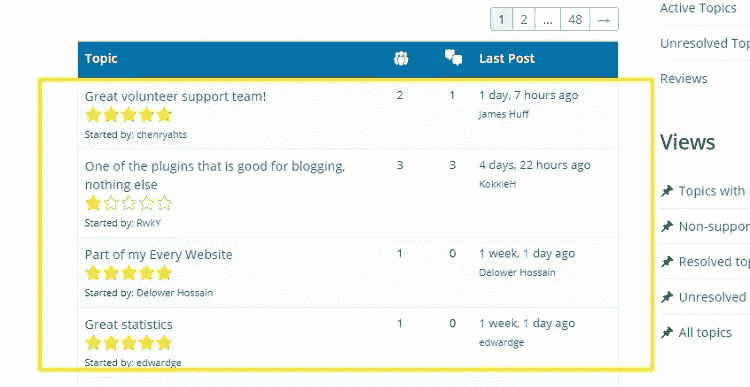 1 2 ... 48 →
Active Topics
Unresolved Top
Reviews
Topic Last Post
Great volunteer support team! 2 1 1 day, 7 hours ago
Started by: chenryahts James Huff
One of the plugins that is good for blogging, 3 3 4 days, 22 hours ago
nothing else KokkieH
Started by: RwkY
Part of my Every Website 1 0 1 week, 1 day ago
Started by: Delower Hossain Delower Hossain
Great statistics 1 0 1 week, 1 day ago
Started by: edwardge edwardge
Views
Topics with
Non-suppor
Resolved to
Unresolved
All topics